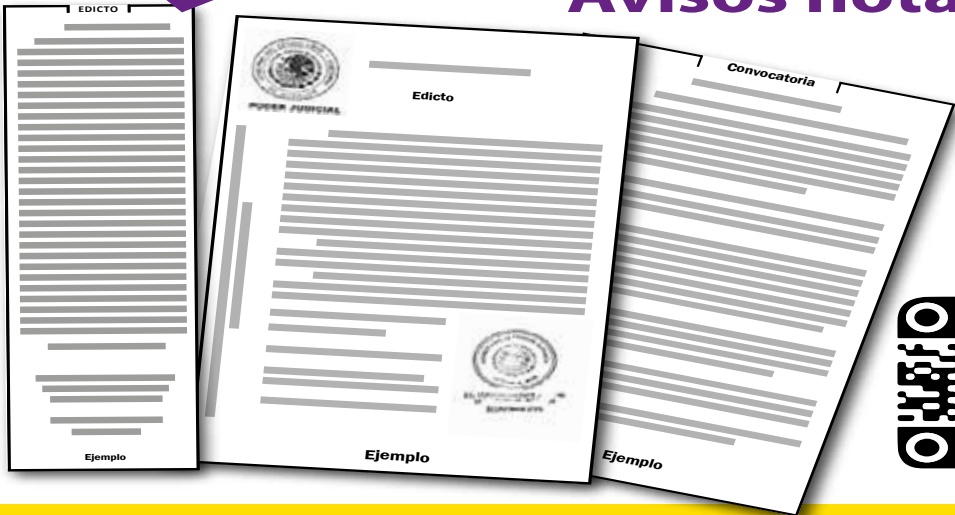 Avisos nota
EDICTO
Ejemplo
PODER JUDICIAL
Edicto
Ejemplo
Convocatoria
Ejemplo